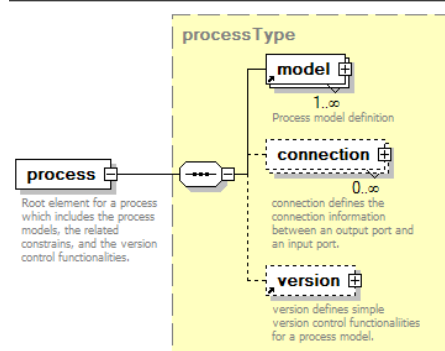 processType
model
1..∞
Process model definition
connection
0..∞
connection defines the
connection information
between an output port and
an input port.
process
Root element for a process
which includes the process
models, the related
constrains, and the version
control functionalities.
version
version defines simple
version control functionalities
for a process model.